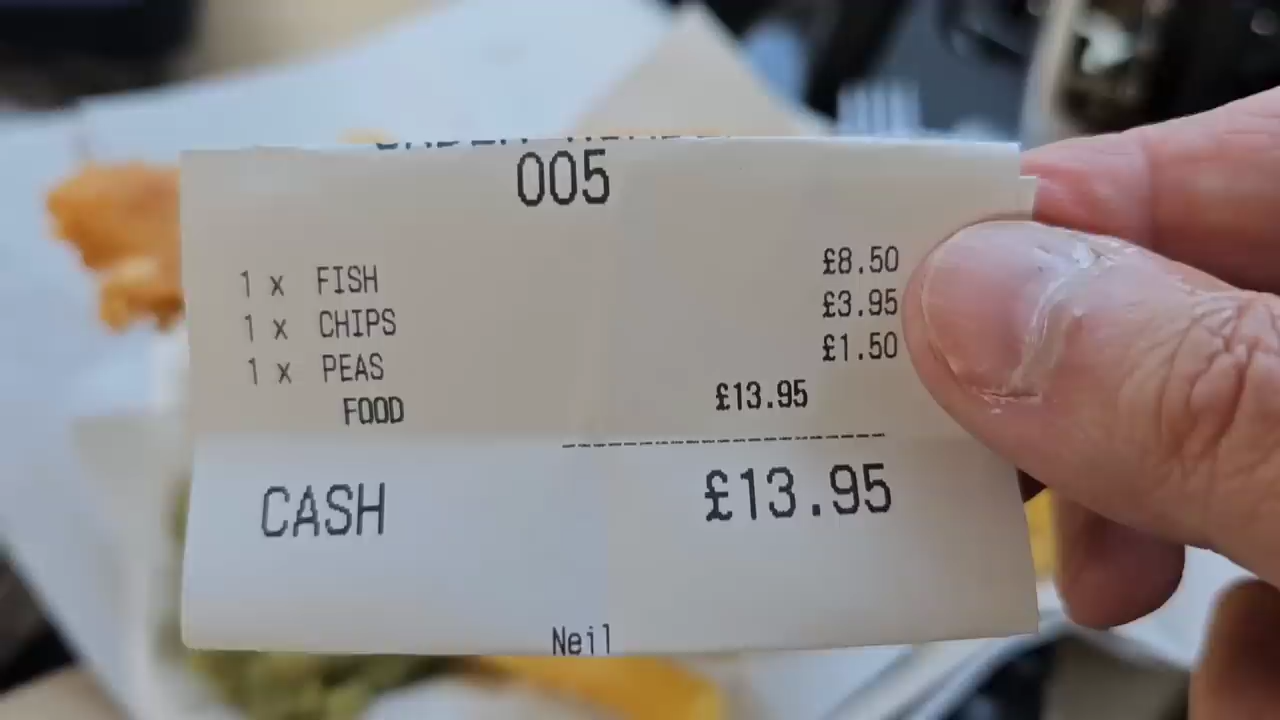 005
1 x FISH £8.50
1 x CHIPS £3.95
1 x PEAS £1.50
FOOD £13.95
CASH £13.95
Neil